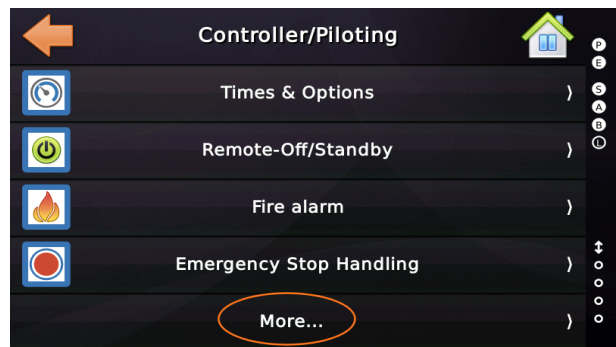 Controller/Piloting
Times & Options
Remote-Off/Standby
Fire alarm
Emergency Stop Handling
More...
P
E
S
A
B
L